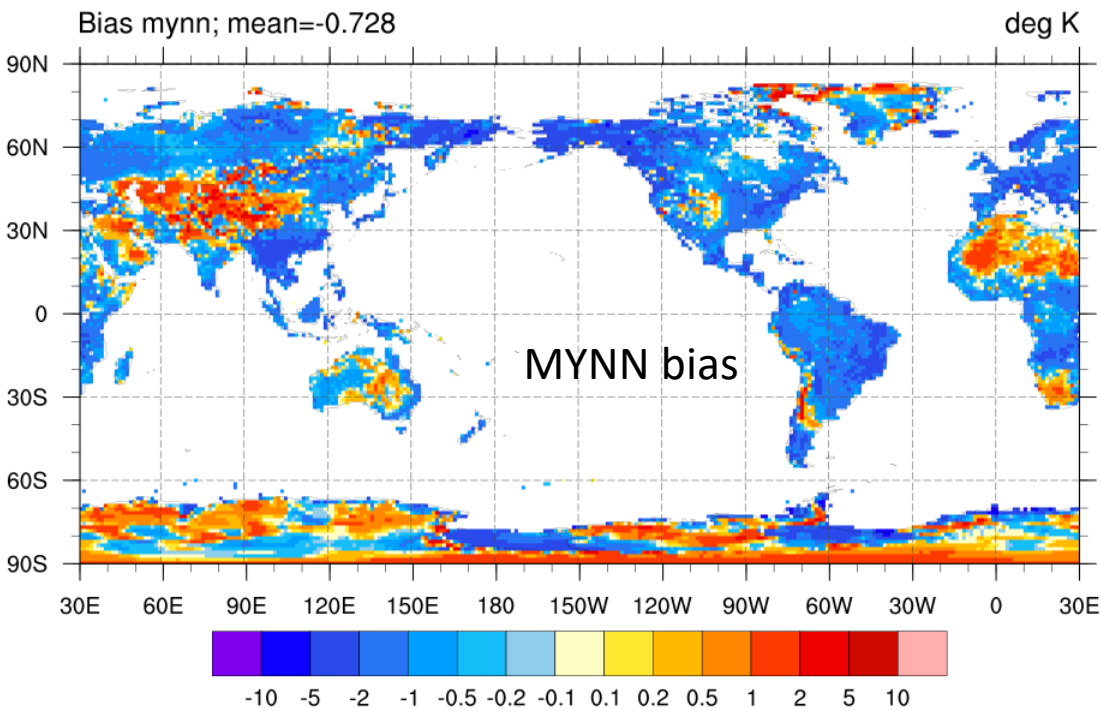 Bias mynn; mean=-0.728 deg K
90N
60N
30N
0
MYNN bias
30S
60S
90S
30E 60E 90E 120E 150E 180 150W 120W 90W 60W 30W 0 30E
-10 -5 -2 -1 -0.5 -0.2 -0.1 0.1 0.2 0.5 1 2 5 10